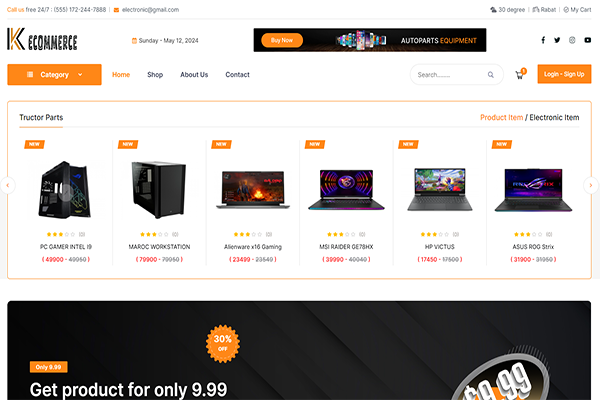 Call us free 24/7 : (555) 172-244-7888 | electronic@gmail.com
30 degree | Rabat | My Cart
K ECOMMERCE
Sunday - May 12, 2024
Buy Now
AUTOPARTS EQUIPMENT
Category
Home
Shop
About Us
Contact
Search.......
1
Login - Sign Up
Tructor Parts
Product Item / Electronic Item
NEW NEW NEW NEW NEW NEW
(0) (0) (0) (0) (0) (0)
PC GAMER INTEL I9
MAROC WORKSTATION
Alienware x16 Gaming
MSI RAIDER GE78HX
HP VICTUS
ASUS ROG Strix
( 49900 - 49950 )
( 79900 - 79950 )
( 23499 - 23549 )
( 39990 - 40040 )
( 17450 - 17500 )
( 31900 - 31950 )
30%
OFF
Only 9.99
Get product for only 9.99
$9.99